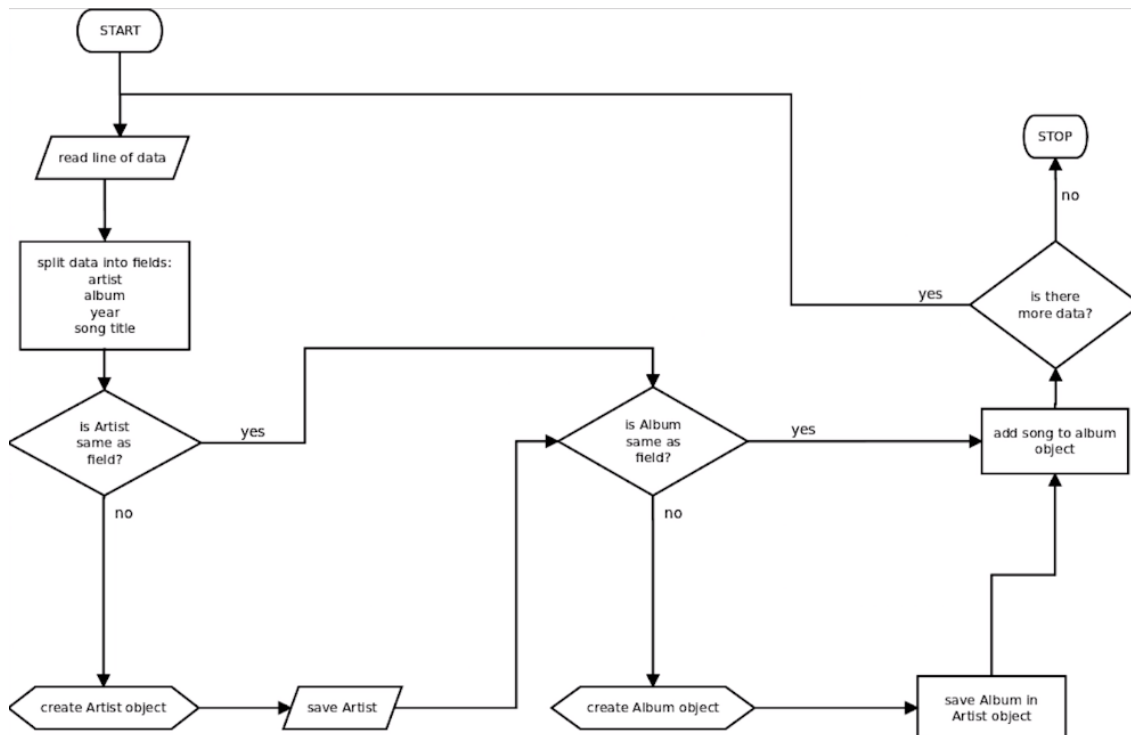 START
read line of data
split data into fields:
artist
album
year
song title
is Artist
same as
field?
yes
no
create Artist object
save Artist
is Album
same as
field?
yes
no
create Album object
save Album in
Artist object
add song to album
object
is there
more data?
yes
no
STOP